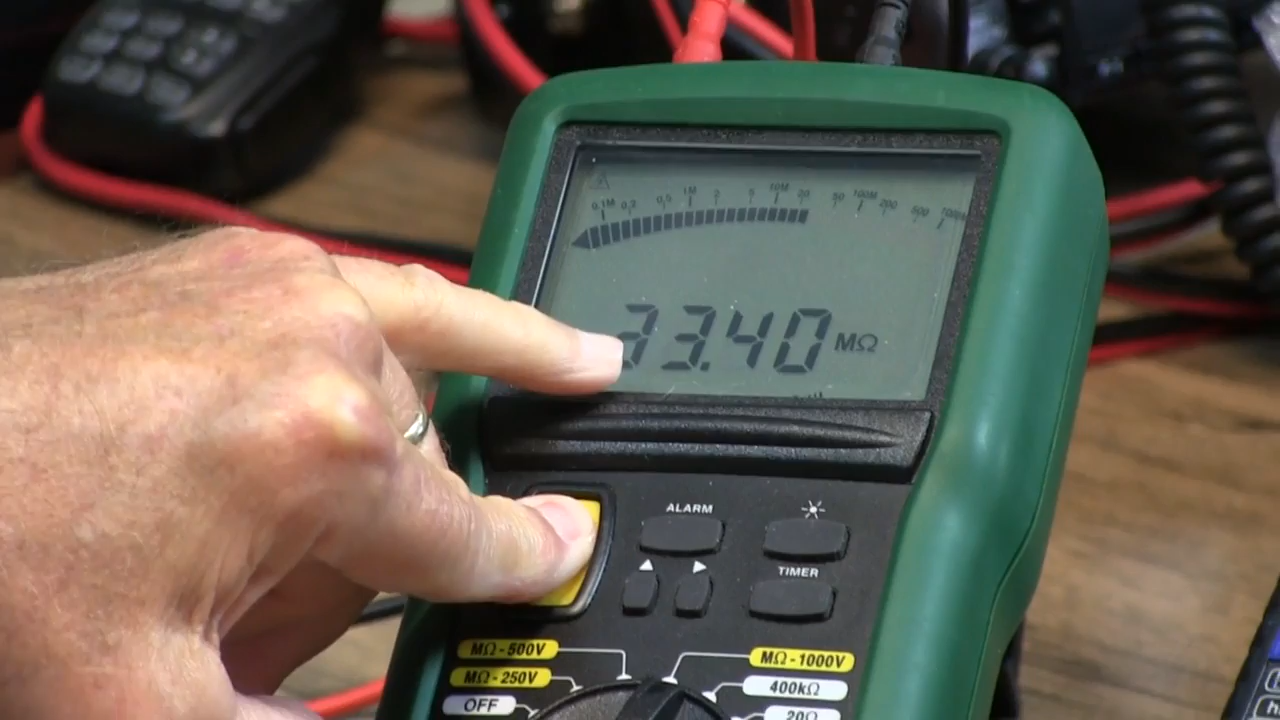 0.1M 0.2 0.5 1M 2 5 10M 20 50 100M 200 500 1000M
33.40 MΩ
ALARM
TIMER
MΩ-500V
MΩ-1000V
MΩ-250V
400kΩ
OFF
20Ω